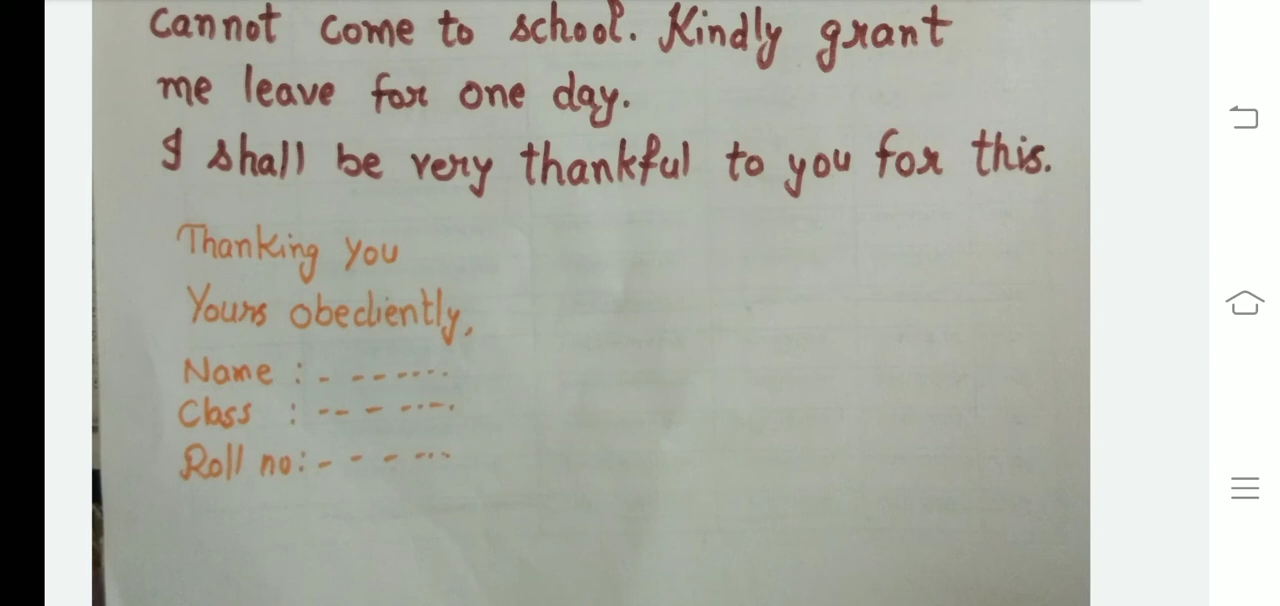 cannot come to school. Kindly grant
me leave for one day.
I shall be very thankful to you for this.
Thanking you
Yours obediently,
Name : - - - - - - -
Class : - - - - - - -
Roll no: - - - - - -